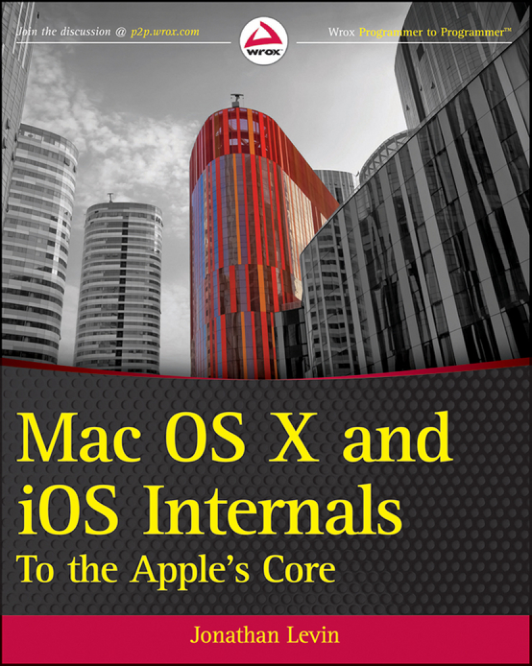 Join the discussion @ p2p.wrox.com
wrox™
Wrox Programmer to Programmer™
Mac OS X and
iOS Internals
To the Apple's Core
Jonathan Levin